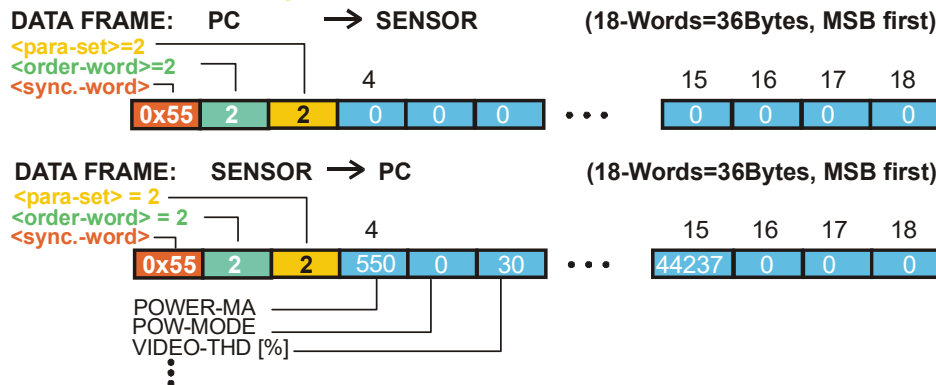 DATA FRAME: PC → SENSOR (18-Words=36Bytes, MSB first)
<para-set>=2
<order-word>=2
<sync.-word>
4 15 16 17 18
0x55 2 2 0 0 0 • • • 0 0 0 0
DATA FRAME: SENSOR → PC (18-Words=36Bytes, MSB first)
<para-set> = 2
<order-word> = 2
<sync.-word>
4 15 16 17 18
0x55 2 2 550 0 30 • • • 44237 0 0 0
POWER-MA
POW-MODE
VIDEO-THD [%]